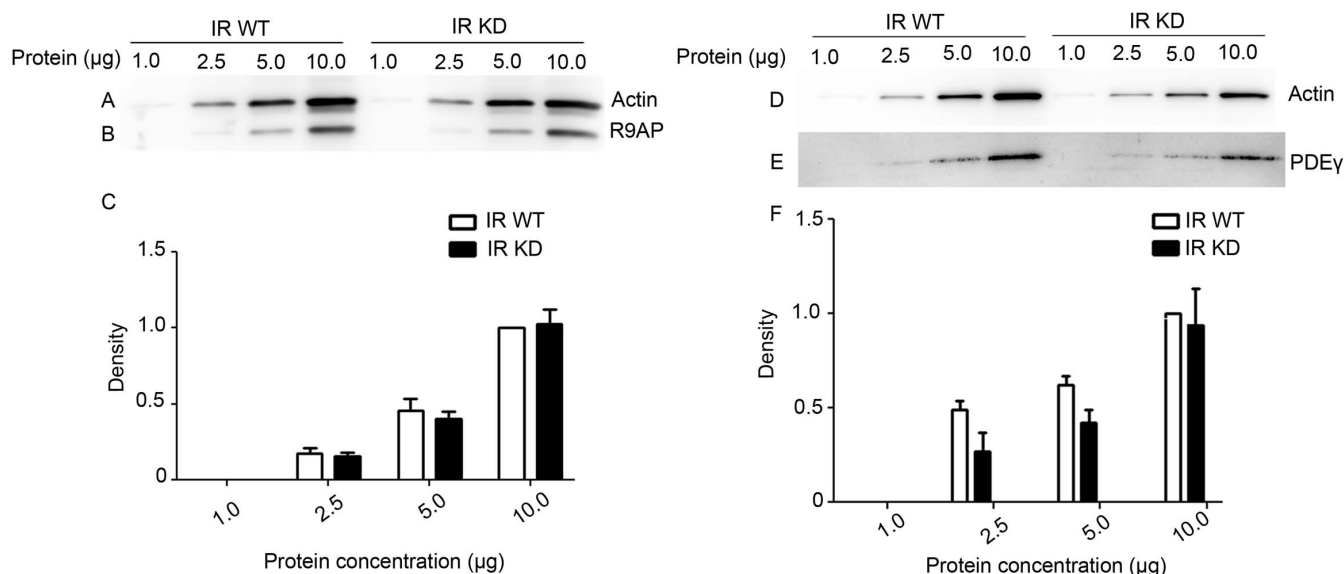 IR WT IR KD
Protein (µg) 1.0 2.5 5.0 10.0 1.0 2.5 5.0 10.0
A Actin
B R9AP
C
IR WT
IR KD
1.5
1.0
0.5
0
Density
1.0 2.5 5.0 10.0
Protein concentration (µg)
IR WT IR KD
Protein (µg) 1.0 2.5 5.0 10.0 1.0 2.5 5.0 10.0
D Actin
E PDEγ
F
IR WT
IR KD
1.5
1.0
0.5
0
Density
1.0 2.5 5.0 10.0
Protein concentration (µg)